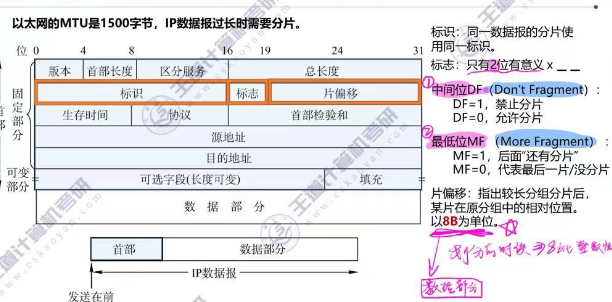 以太网的MTU是1500字节，IP数据报过长时需要分片。
位 0 4 8 16 19 24 31
版本 首部长度 区分服务 总长度
标识 标志 片偏移
生存时间 协议 首部检验和
源地址
目的地址
可选字段(长度可变) 填充
数据部分
首部
固定部分
可变部分
首部 数据部分
IP数据报
发送在前
标识：同一数据报的分片使
用同一标识。
标志：只有2位有意义 x _ _
① 中间位DF（Don't Fragment）：
DF=1，禁止分片
DF=0，允许分片
② 最低位MF（More Fragment）：
MF=1，后面“还有分片”
MF=0，代表最后一片/没分片
片偏移：指出较长分组分片后，
某片在原分组中的相对位置。
以8B为单位。
数据部分
王道计算机考研
cskaoyan.com